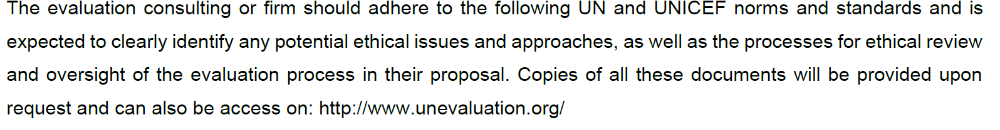 The evaluation consulting or firm should adhere to the following UN and UNICEF norms and standards and is
expected to clearly identify any potential ethical issues and approaches, as well as the processes for ethical review
and oversight of the evaluation process in their proposal. Copies of all these documents will be provided upon
request and can also be access on: http://www.unevaluation.org/